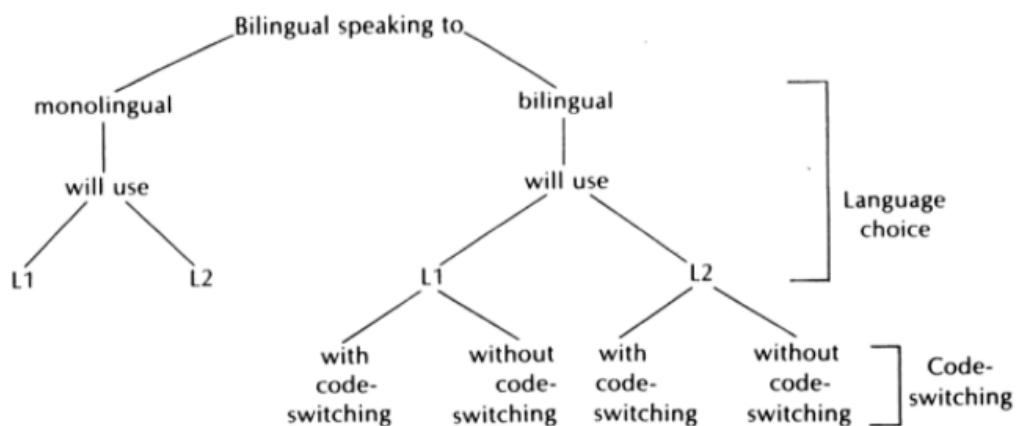 Bilingual speaking to
monolingual
bilingual
will use
will use
Language
choice
L1
L2
L1
L2
with
code-
switching
without
code-
switching
with
code-
switching
without
code-
switching
Code-
switching